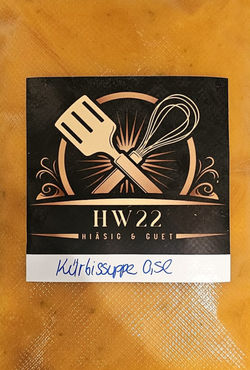 HW22
HIÄSIG & GUET
Kürbissuppe 0,5l